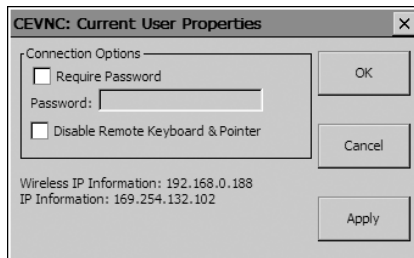 CEVNC: Current User Properties
Connection Options
Require Password
Password:
Disable Remote Keyboard & Pointer
Wireless IP Information: 192.168.0.188
IP Information: 169.254.132.102
OK
Cancel
Apply